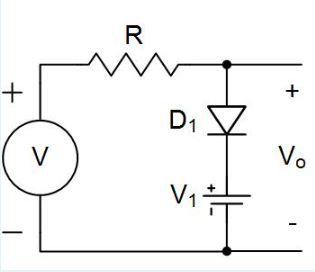 R
+
+
D₁
V
Vₒ
V₁
+
-
-
-